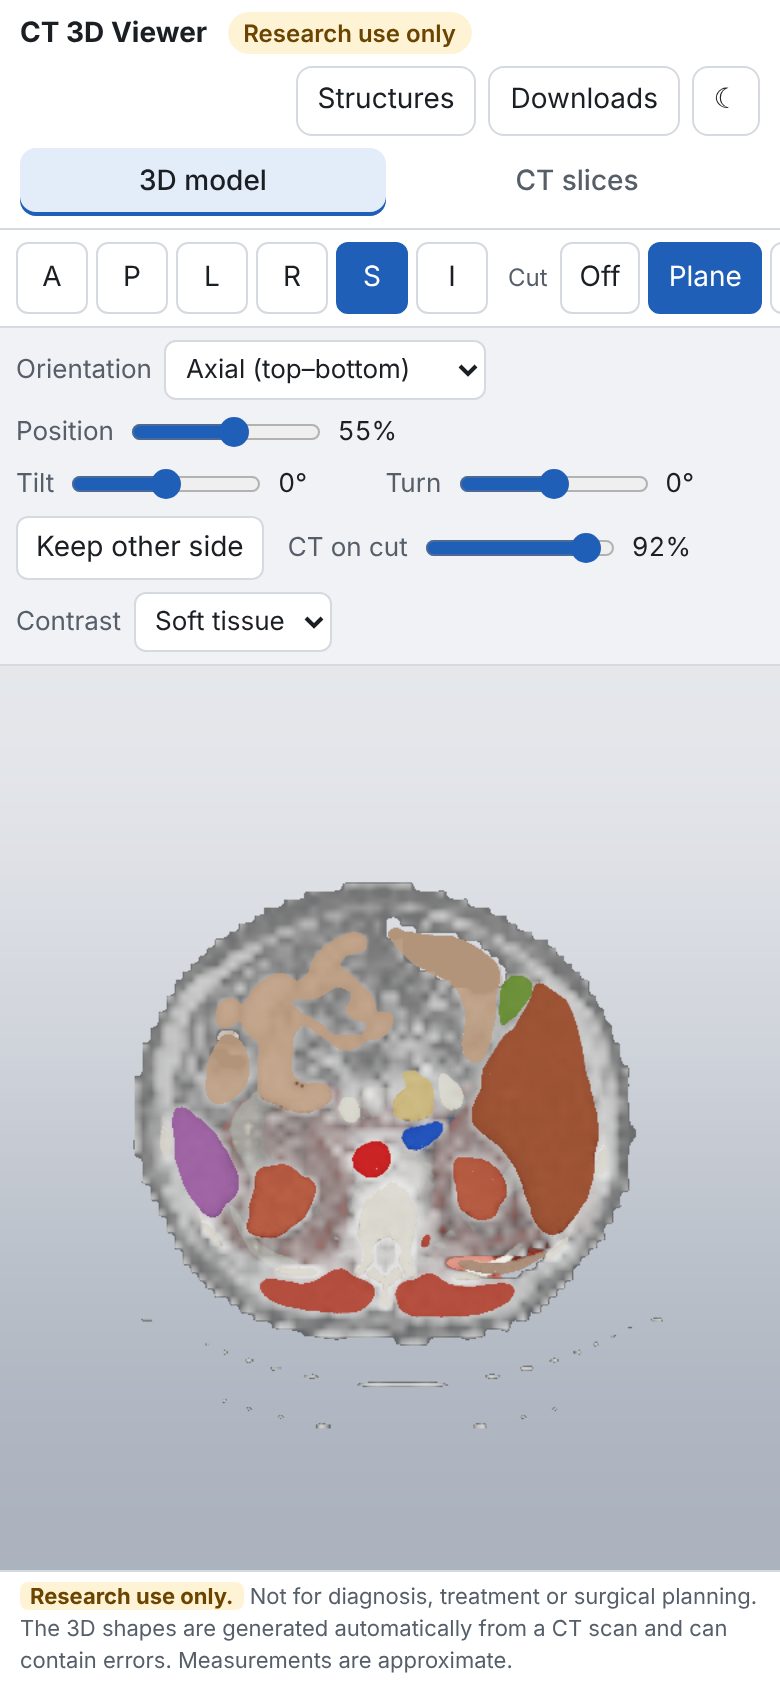 CT 3D Viewer Research use only
Structures Downloads ☾
3D model CT slices
A P L R S I Cut Off Plane
Orientation Axial (top–bottom)
Position 55%
Tilt 0° Turn 0°
Keep other side CT on cut 92%
Contrast Soft tissue
Research use only. Not for diagnosis, treatment or surgical planning.
The 3D shapes are generated automatically from a CT scan and can
contain errors. Measurements are approximate.